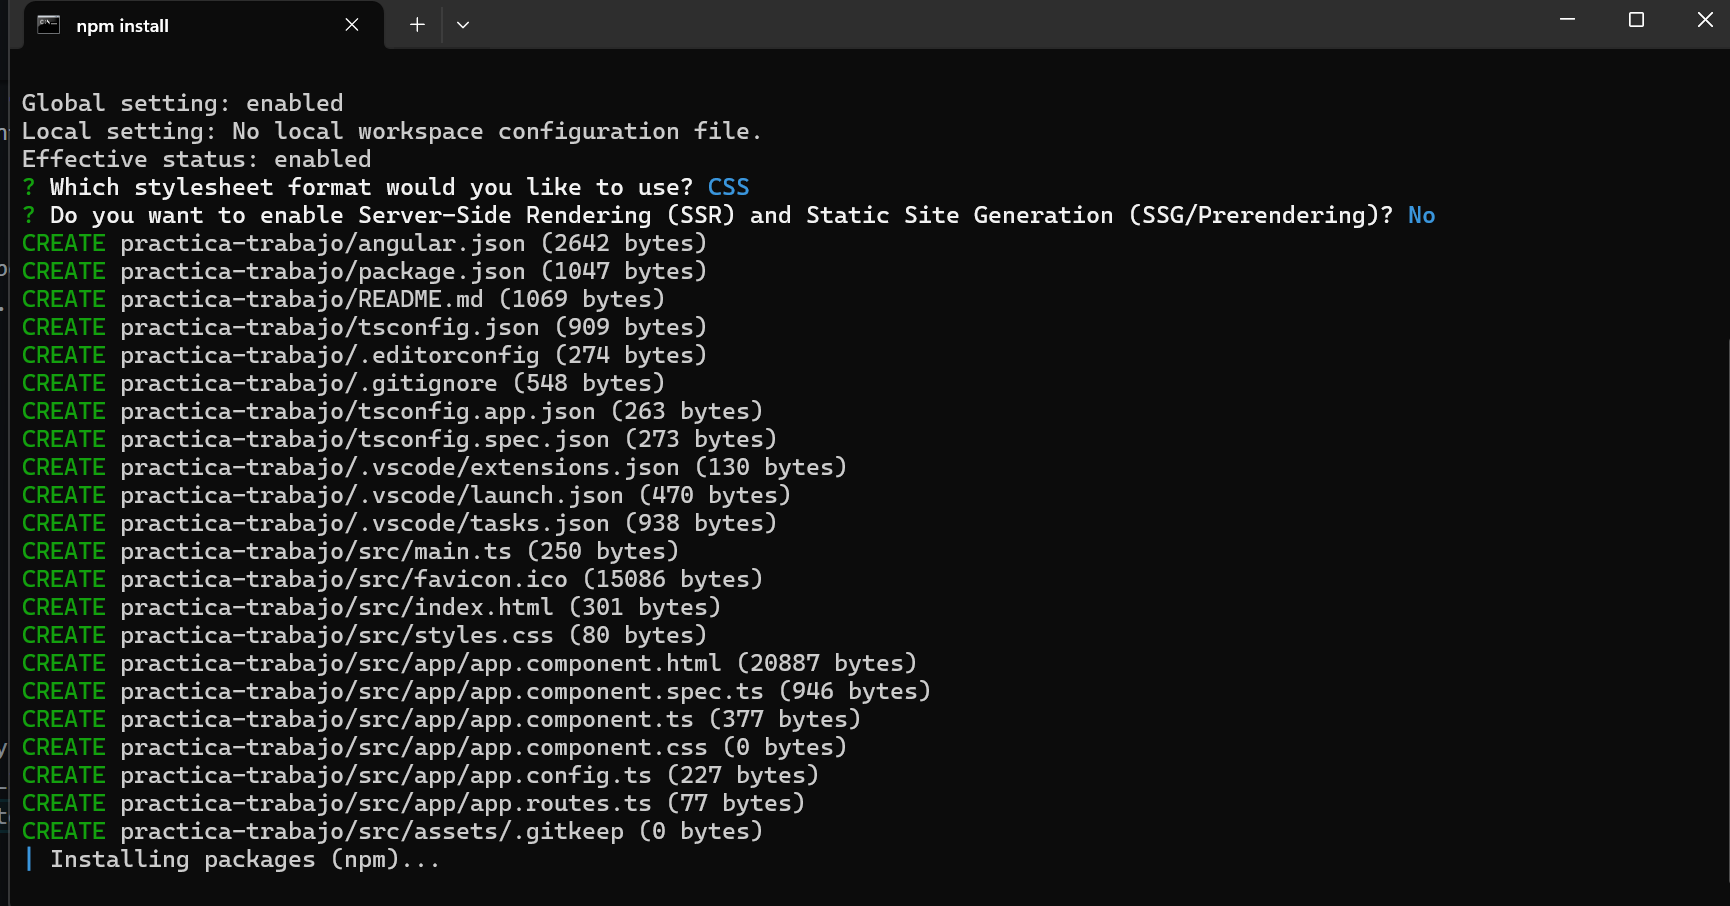 npm install
Global setting: enabled
Local setting: No local workspace configuration file.
Effective status: enabled
? Which stylesheet format would you like to use? CSS
? Do you want to enable Server-Side Rendering (SSR) and Static Site Generation (SSG/Prerendering)? No
CREATE practica-trabajo/angular.json (2642 bytes)
CREATE practica-trabajo/package.json (1047 bytes)
CREATE practica-trabajo/README.md (1069 bytes)
CREATE practica-trabajo/tsconfig.json (909 bytes)
CREATE practica-trabajo/.editorconfig (274 bytes)
CREATE practica-trabajo/.gitignore (548 bytes)
CREATE practica-trabajo/tsconfig.app.json (263 bytes)
CREATE practica-trabajo/tsconfig.spec.json (273 bytes)
CREATE practica-trabajo/.vscode/extensions.json (130 bytes)
CREATE practica-trabajo/.vscode/launch.json (470 bytes)
CREATE practica-trabajo/.vscode/tasks.json (938 bytes)
CREATE practica-trabajo/src/main.ts (250 bytes)
CREATE practica-trabajo/src/favicon.ico (15086 bytes)
CREATE practica-trabajo/src/index.html (301 bytes)
CREATE practica-trabajo/src/styles.css (80 bytes)
CREATE practica-trabajo/src/app/app.component.html (20887 bytes)
CREATE practica-trabajo/src/app/app.component.spec.ts (946 bytes)
CREATE practica-trabajo/src/app/app.component.ts (377 bytes)
CREATE practica-trabajo/src/app/app.component.css (0 bytes)
CREATE practica-trabajo/src/app/app.config.ts (227 bytes)
CREATE practica-trabajo/src/app/app.routes.ts (77 bytes)
CREATE practica-trabajo/src/assets/.gitkeep (0 bytes)
| Installing packages (npm)...